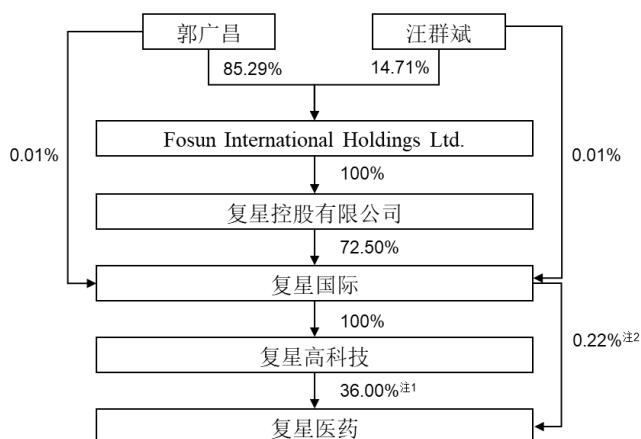 郭广昌
汪群斌
85.29%
14.71%
Fosun International Holdings Ltd.
0.01%
0.01%
100%
复星控股有限公司
72.50%
复星国际
100%
0.22%注2
复星高科技
36.00%注1
复星医药